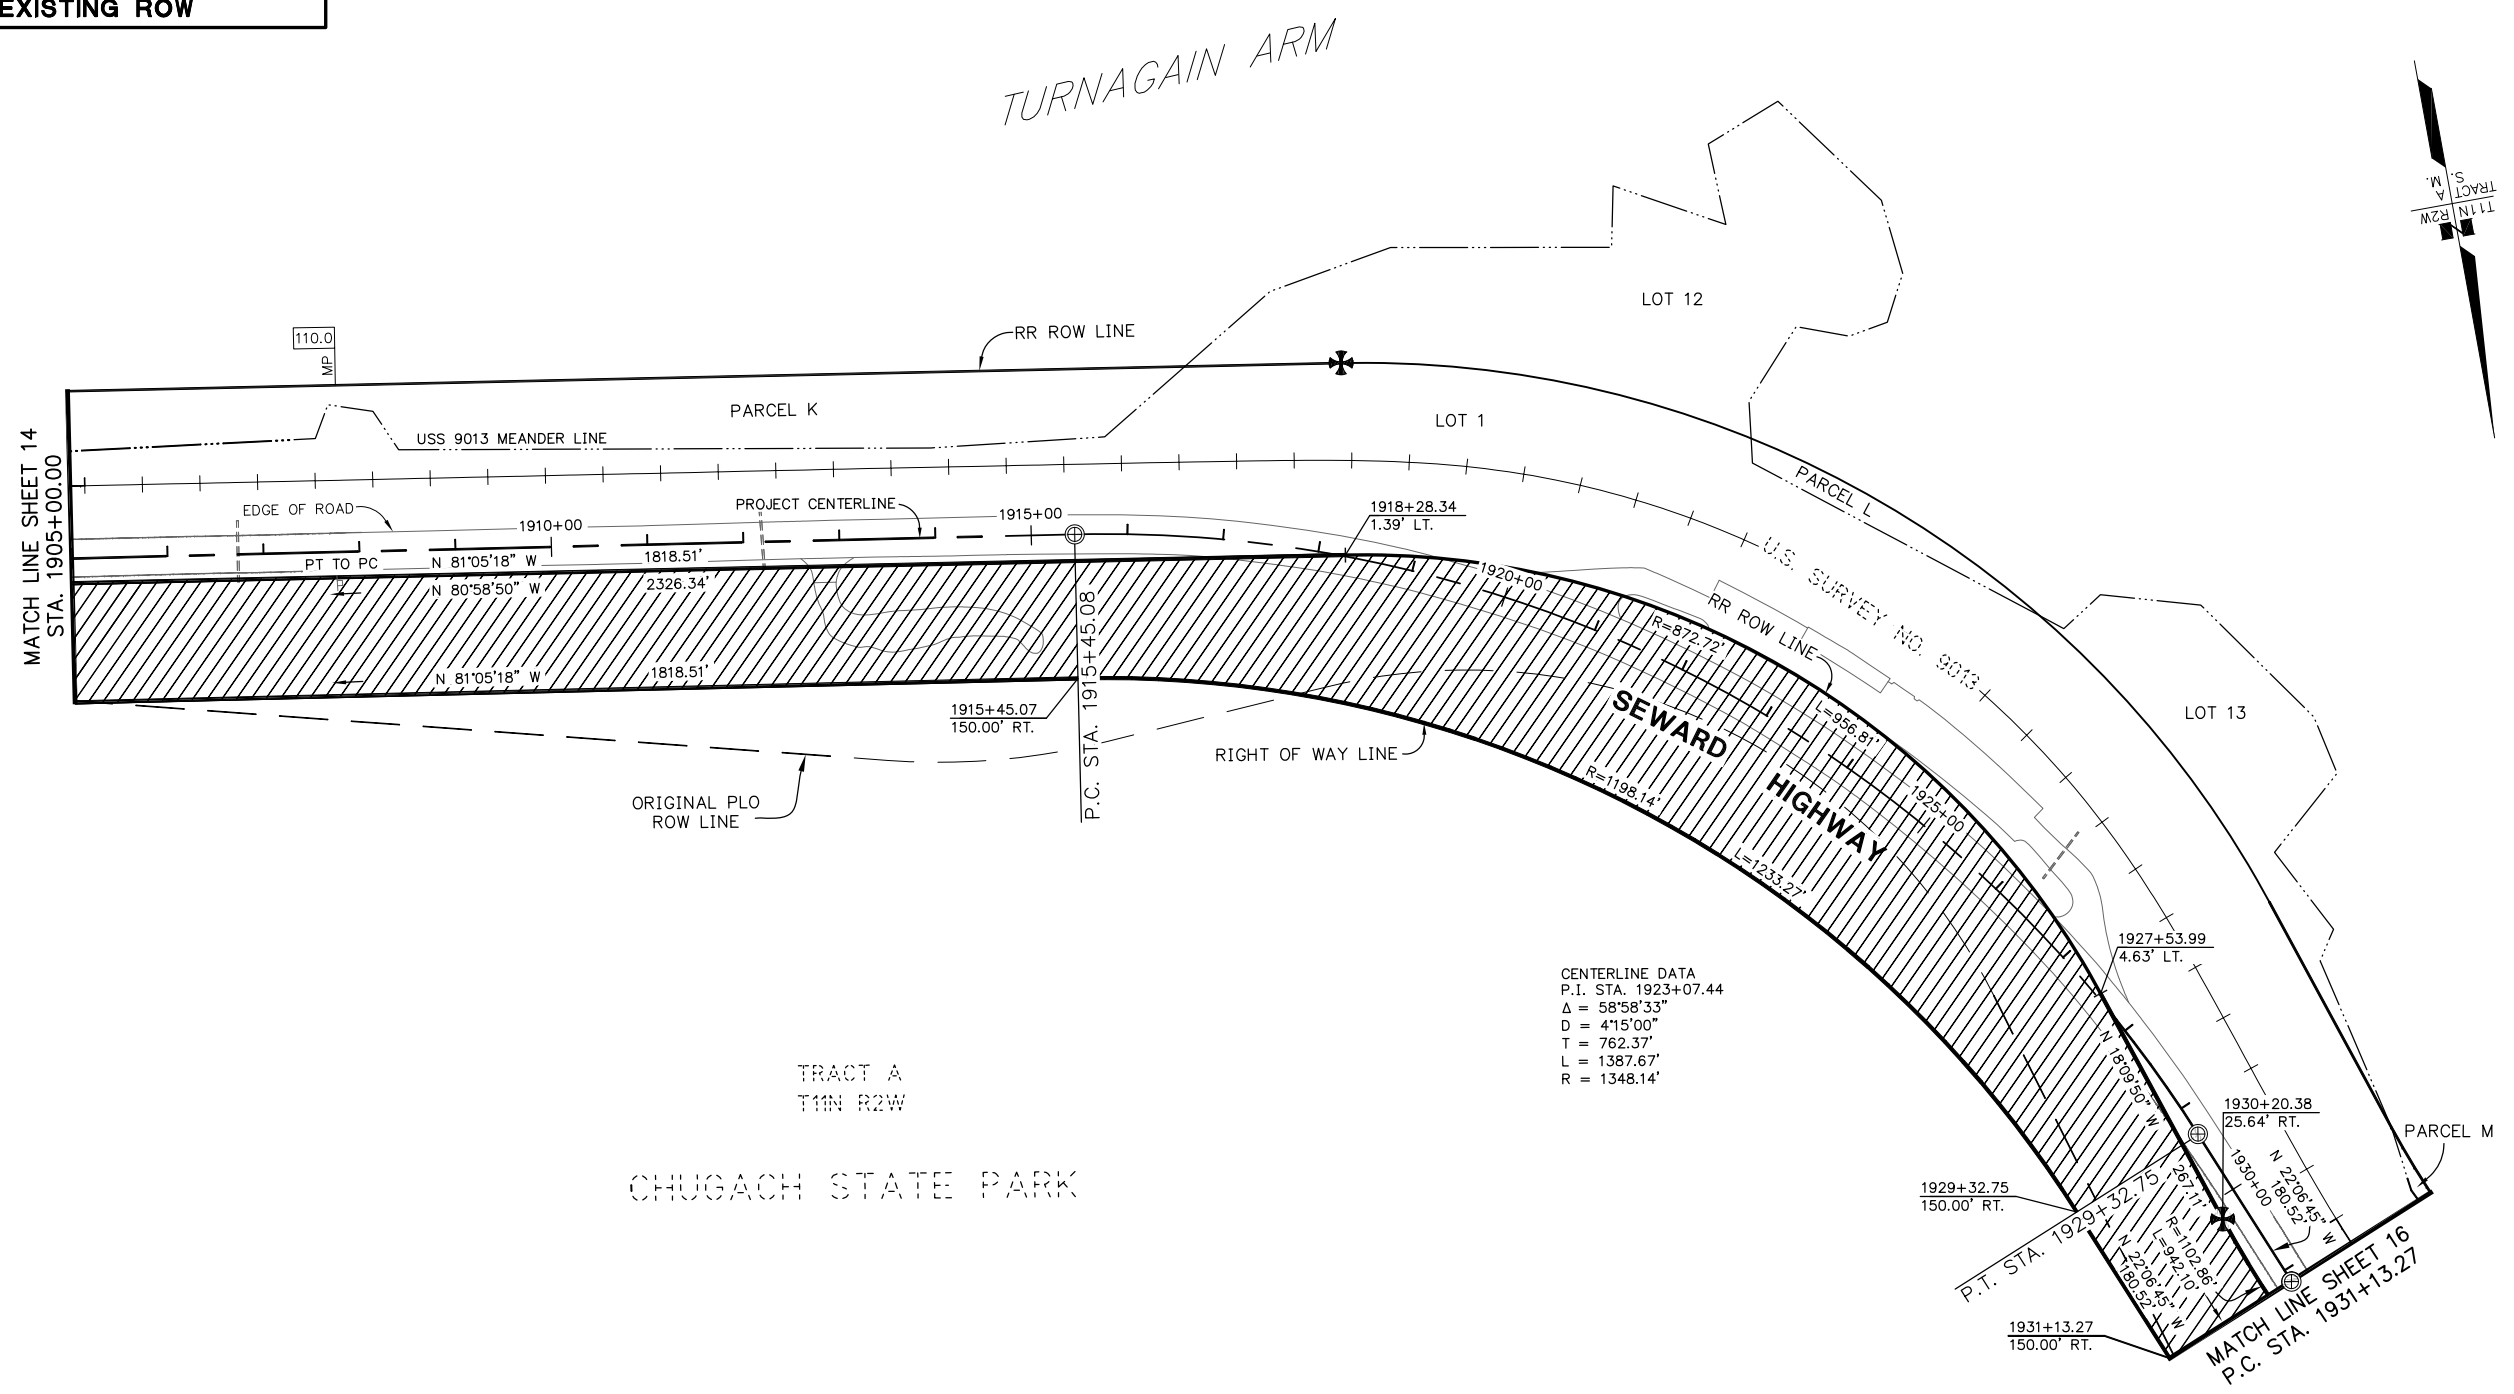 EXISTING ROW
TURNAGAIN ARM
TRACT A
S. M.
T11N R2W
LOT 12
RR ROW LINE
110.0
MP
PARCEL K
LOT 1
USS 9013 MEANDER LINE
PARCEL L
MATCH LINE SHEET 14
STA. 1905+00.00
EDGE OF ROAD
1910+00
PROJECT CENTERLINE
1915+00
1918+28.34
1.39' LT.
U.S. SURVEY NO. 9013
PT TO PC
N 81°05'18" W
1818.51'
N 80°58'50" W
2326.34'
1920+00
RR ROW LINE
R=872.72'
N 81°05'18" W
1818.51'
P.C. STA. 1915+45.08
1915+45.07
150.00' RT.
SEWARD
HIGHWAY
L=956.81'
LOT 13
RIGHT OF WAY LINE
R=1198.14'
1925+00
ORIGINAL PLO
ROW LINE
L=1233.27'
1927+53.99
4.63' LT.
CENTERLINE DATA
P.I. STA. 1923+07.44
Δ = 58°58'33"
D = 4°15'00"
T = 762.37'
L = 1387.67'
R = 1348.14'
TRACT A
T11N R2W
CHUGACH STATE PARK
N 18°09'50" W
267.11'
1930+20.38
25.64' RT.
PARCEL M
1930+00
N 22°06'45" W
180.52'
1929+32.75
150.00' RT.
P.T. STA. 1929+32.75
R=1102.86'
L=942.10'
N 22°06'45" W
180.52'
1931+13.27
150.00' RT.
MATCH LINE SHEET 16
P.C. STA. 1931+13.27